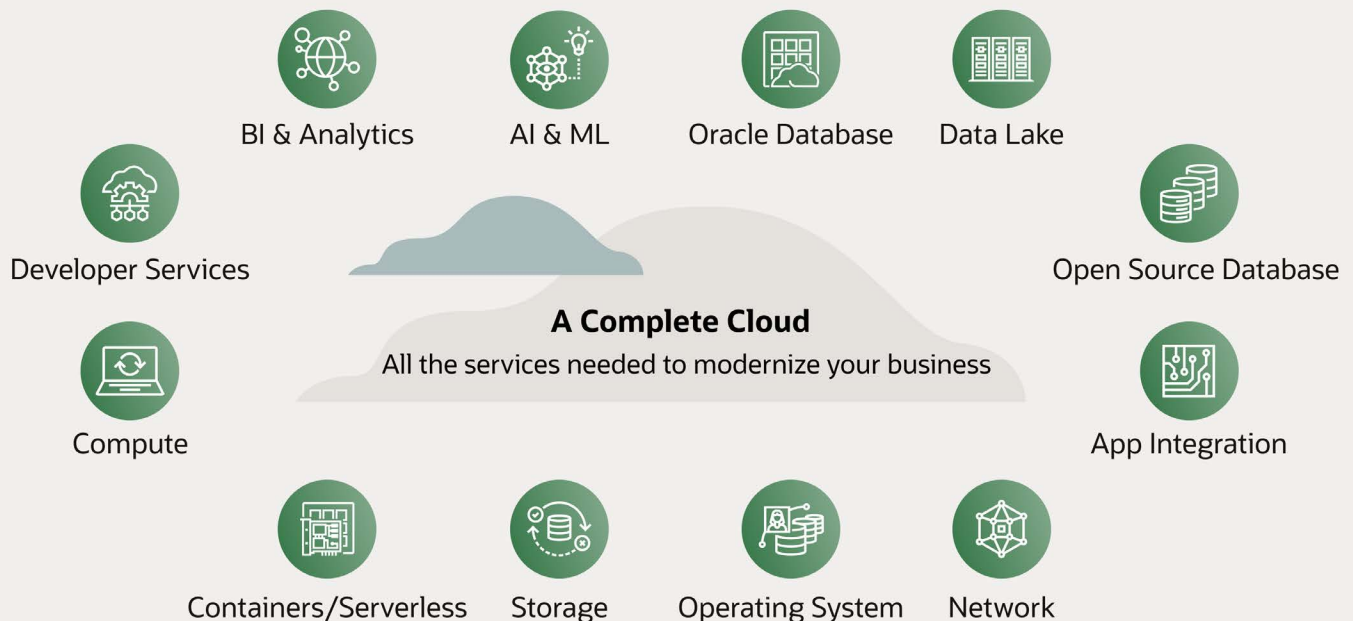 BI & Analytics
AI & ML
Oracle Database
Data Lake
Developer Services
Open Source Database
A Complete Cloud
All the services needed to modernize your business
Compute
App Integration
Containers/Serverless
Storage
Operating System
Network